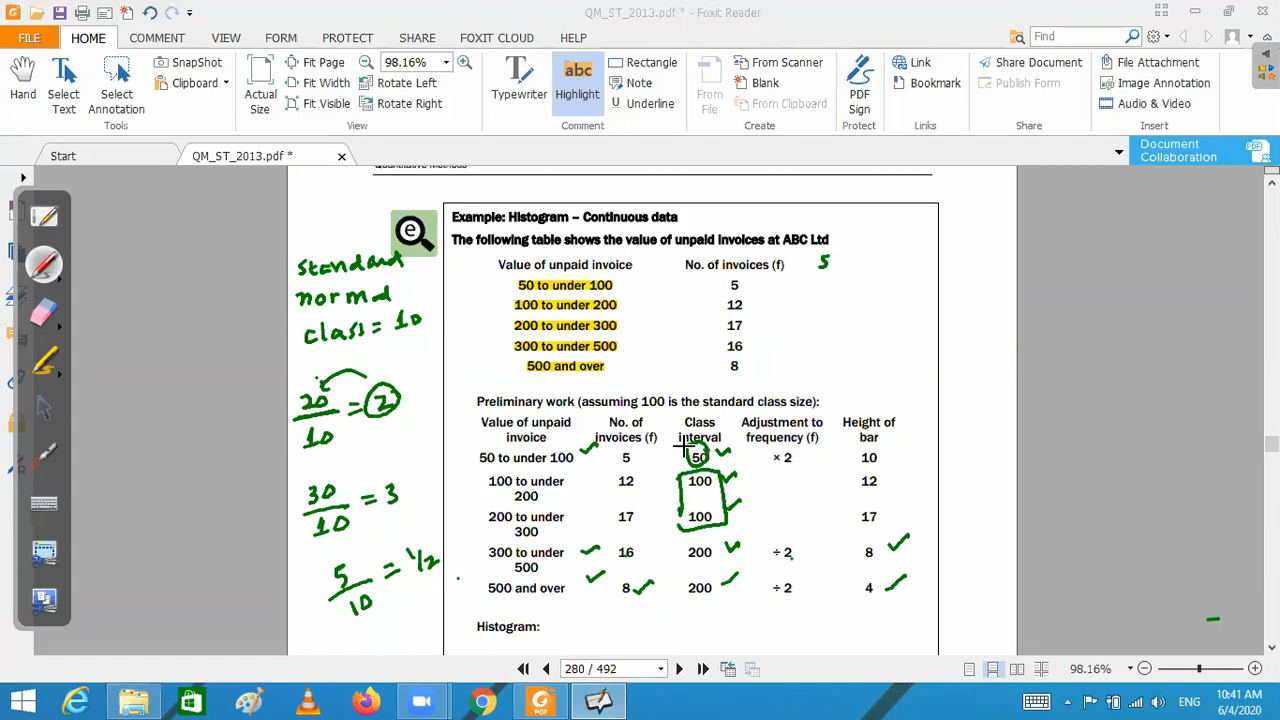 QM_ST_2013.pdf * - Foxit Reader
FILE HOME COMMENT VIEW FORM PROTECT SHARE FOXIT CLOUD HELP Find
Hand
Select Text
Select Annotation
SnapShot
Clipboard
Tools
Actual Size
Fit Page
Fit Width
Fit Visible
98.16%
Rotate Left
Rotate Right
View
Typewriter
abc
Highlight
Rectangle
Note
Underline
Comment
From File
From Scanner
Blank
From Clipboard
Create
PDF Sign
Protect
Link
Bookmark
Links
Share Document
Publish Form
Share
File Attachment
Image Annotation
Audio & Video
Insert
Start QM_ST_2013.pdf *
Document Collaboration
Quantitative Methods
Example: Histogram – Continuous data
The following table shows the value of unpaid invoices at ABC Ltd
Value of unpaid invoice No. of invoices (f) 5
50 to under 100 5
100 to under 200 12
200 to under 300 17
300 to under 500 16
500 and over 8
standard
normal
class = 10
20/10 = 2
30/10 = 3
5/10 = 1/2
Preliminary work (assuming 100 is the standard class size):
Value of unpaid invoice No. of invoices (f) Class interval Adjustment to frequency (f) Height of bar
50 to under 100 5 50 × 2 10
100 to under 200 12 100 12
200 to under 300 17 100 17
300 to under 500 16 200 ÷ 2 8
500 and over 8 200 ÷ 2 4
Histogram:
280 / 492
98.16%
ENG
10:41 AM
6/4/2020